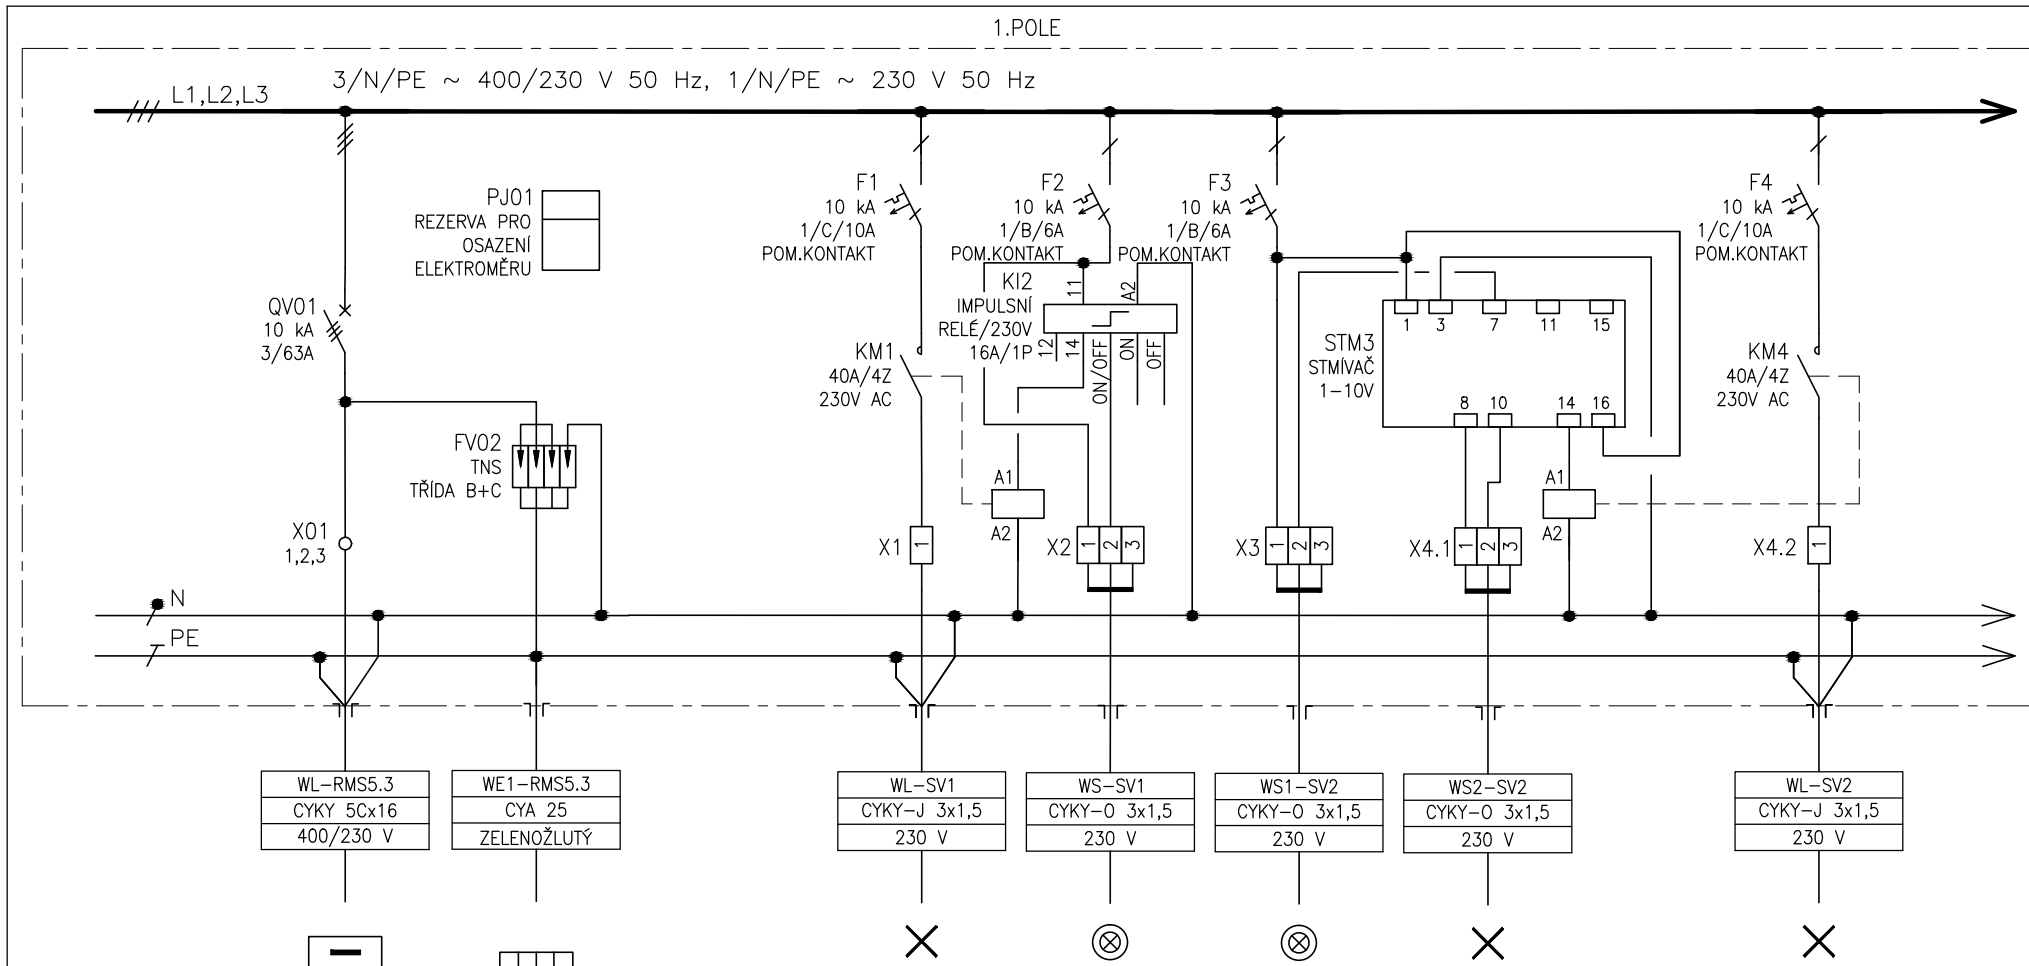 1.POLE
3/N/PE ~ 400/230 V 50 Hz, 1/N/PE ~ 230 V 50 Hz
L1,L2,L3
PJ01
REZERVA PRO
OSAZENÍ
ELEKTROMĚRU
QV01
10 kA
3/63A
FV02
TNS
TŘÍDA B+C
X01
1,2,3
F1
10 kA
1/C/10A
POM.KONTAKT
KM1
40A/4Z
230V AC
X1
1
F2
10 kA
1/B/6A
POM.KONTAKT
KI2
IMPULSNÍ
RELÉ/230V
16A/1P
11
A2
12
14
ON/OFF
ON
OFF
A1
A2
X2
1
2
3
F3
10 kA
1/B/6A
POM.KONTAKT
STM3
STMÍVAČ
1-10V
1
3
7
11
15
8
10
14
16
X3
1
2
3
X4.1
1
2
3
A1
A2
F4
10 kA
1/C/10A
POM.KONTAKT
KM4
40A/4Z
230V AC
X4.2
1
N
PE
WL-RMS5.3
CYKY 5Cx16
400/230 V
WE1-RMS5.3
CYA 25
ZELENOŽLUTÝ
WL-SV1
CYKY-J 3x1,5
230 V
WS-SV1
CYKY-O 3x1,5
230 V
WS1-SV2
CYKY-O 3x1,5
230 V
WS2-SV2
CYKY-O 3x1,5
230 V
WL-SV2
CYKY-J 3x1,5
230 V